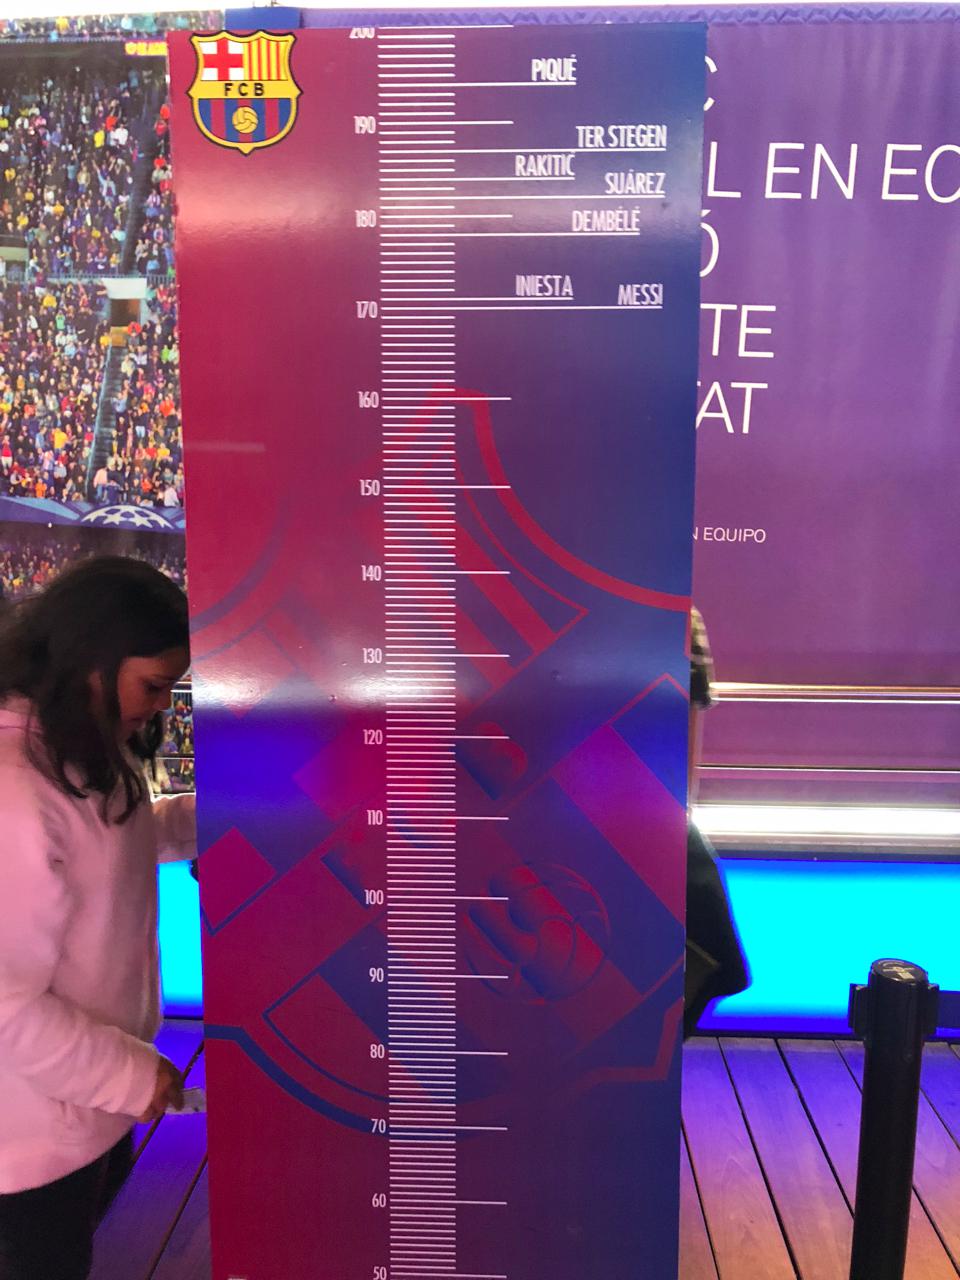 FCB
200
PIQUÉ
190
TER STEGEN
RAKITIĆ
SUÁREZ
180
DEMBÉLÉ
INIESTA
MESSI
170
160
150
140
130
120
110
100
90
80
70
60
50
L EN EQ
Ó
TE
TAT
N EQUIPO